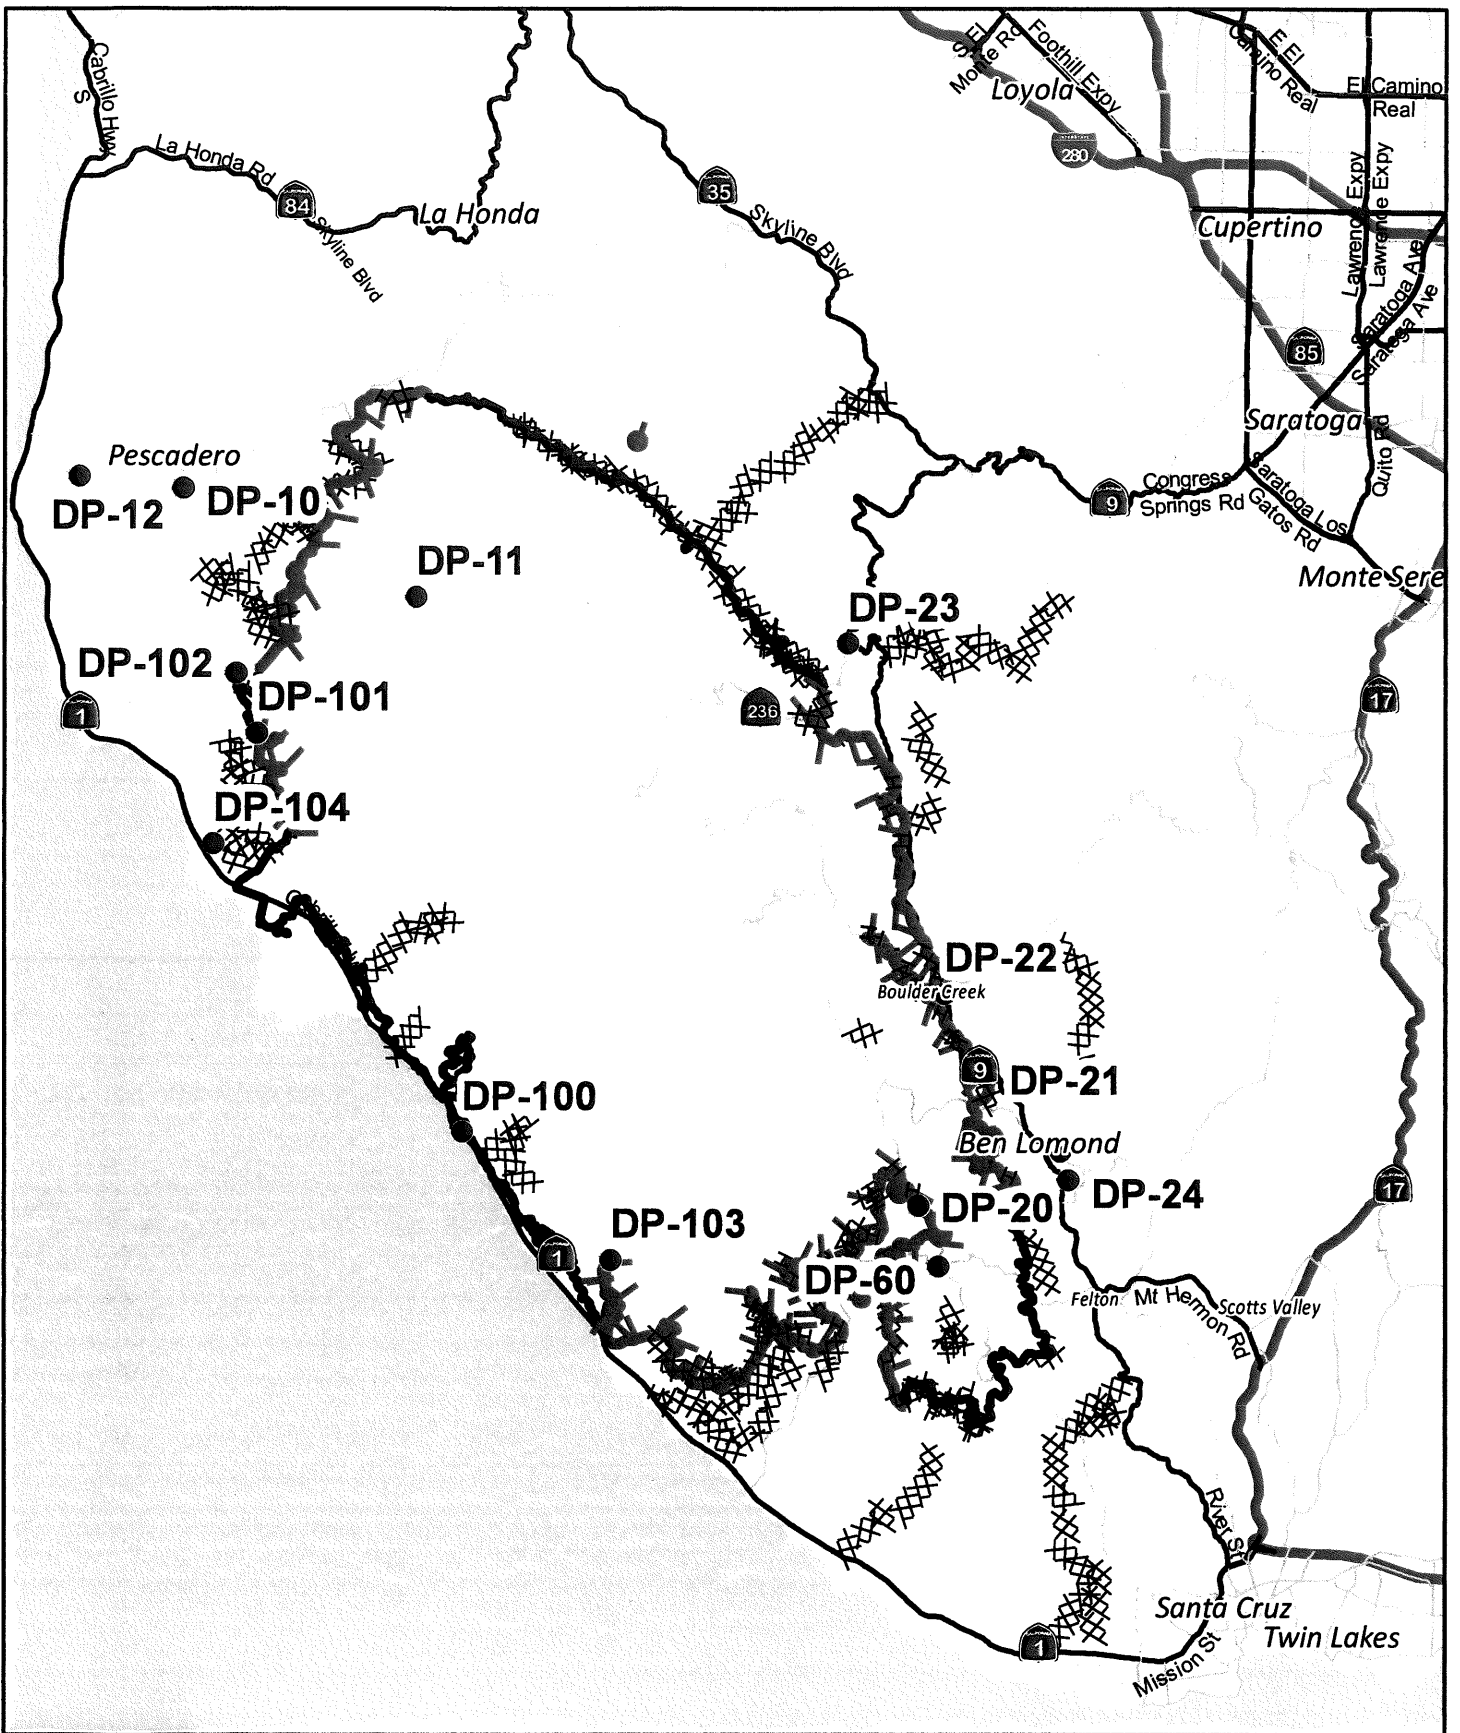 S El
Monte Rd
Foothill Expy
Loyola
280
E El
Camino Real
El Camino
Real
Cabrillo Hwy
S
La Honda Rd
84
Skyline Blvd
La Honda
35
Skyline Blvd
Cupertino
Lawrence Expy
Lawrence Expy
Saratoga Ave
Saratoga Ave
85
Saratoga
Quito Rd
Pescadero
DP-12
DP-10
DP-11
9
Congress
Springs Rd
Saratoga Los
Gatos Rd
Monte Sere
DP-23
DP-102
DP-101
1
236
17
DP-104
DP-22
Boulder Creek
9
DP-21
DP-100
Ben Lomond
DP-24
17
DP-20
DP-103
1
DP-60
Felton
Mt Hermon Rd
Scotts Valley
River St
Santa Cruz
Twin Lakes
1
Mission St